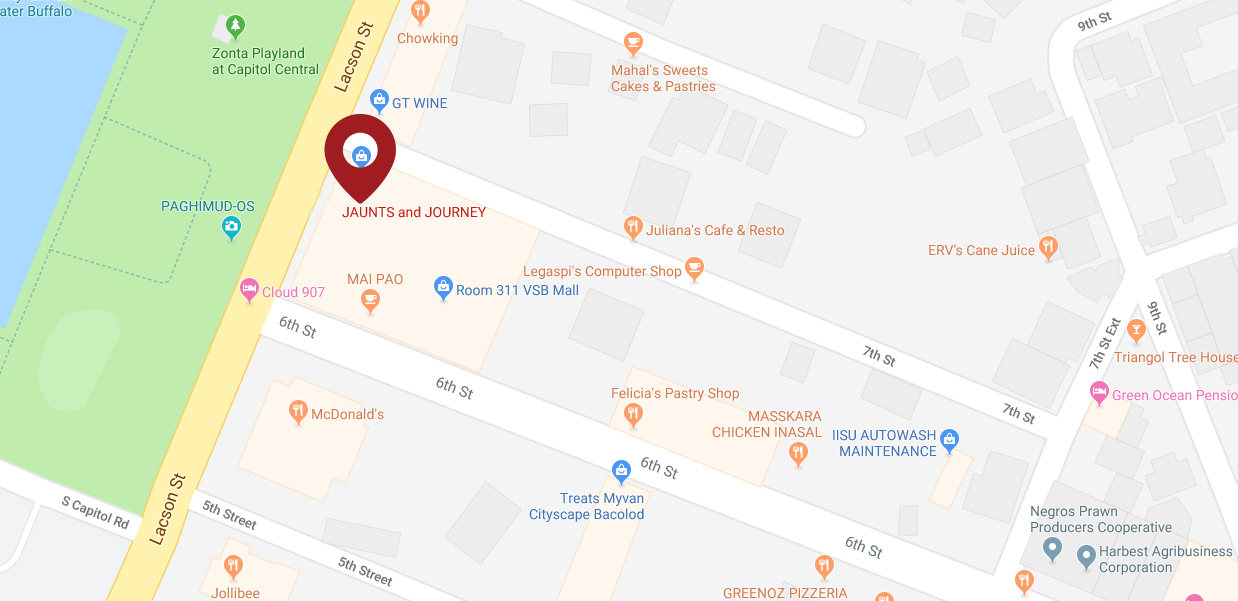 ater Buffalo
Zonta Playland
at Capitol Central
Lacson St
Chowking
GT WINE
Mahal's Sweets
Cakes & Pastries
9th St
PAGHIMUD-OS
JAUNTS and JOURNEY
Juliana's Cafe & Resto
ERV's Cane Juice
Legaspi's Computer Shop
MAI PAO
Room 311 VSB Mall
Cloud 907
6th St
7th St
7th St Ext
9th St
Triangol Tree House
6th St
Felicia's Pastry Shop
Green Ocean Pensio
McDonald's
MASSKARA
CHICKEN INASAL
7th St
IISU AUTOWASH
MAINTENANCE
6th St
Treats Myvan
Cityscape Bacolod
Lacson St
S Capitol Rd
5th Street
Negros Prawn
Producers Cooperative
6th St
Harbest Agribusiness
Corporation
5th Street
Jollibee
GREENOZ PIZZERIA